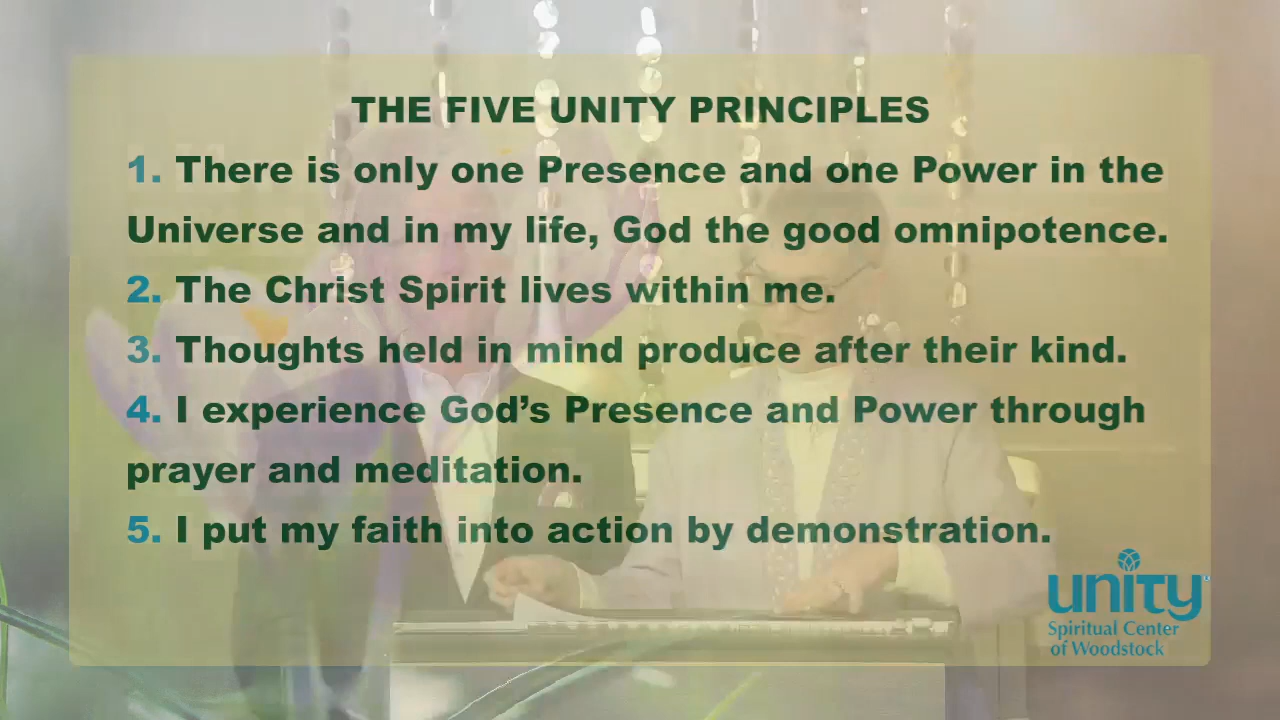 THE FIVE UNITY PRINCIPLES
1. There is only one Presence and one Power in the
Universe and in my life, God the good omnipotence.
2. The Christ Spirit lives within me.
3. Thoughts held in mind produce after their kind.
4. I experience God’s Presence and Power through
prayer and meditation.
5. I put my faith into action by demonstration.
unity
Spiritual Center
of Woodstock